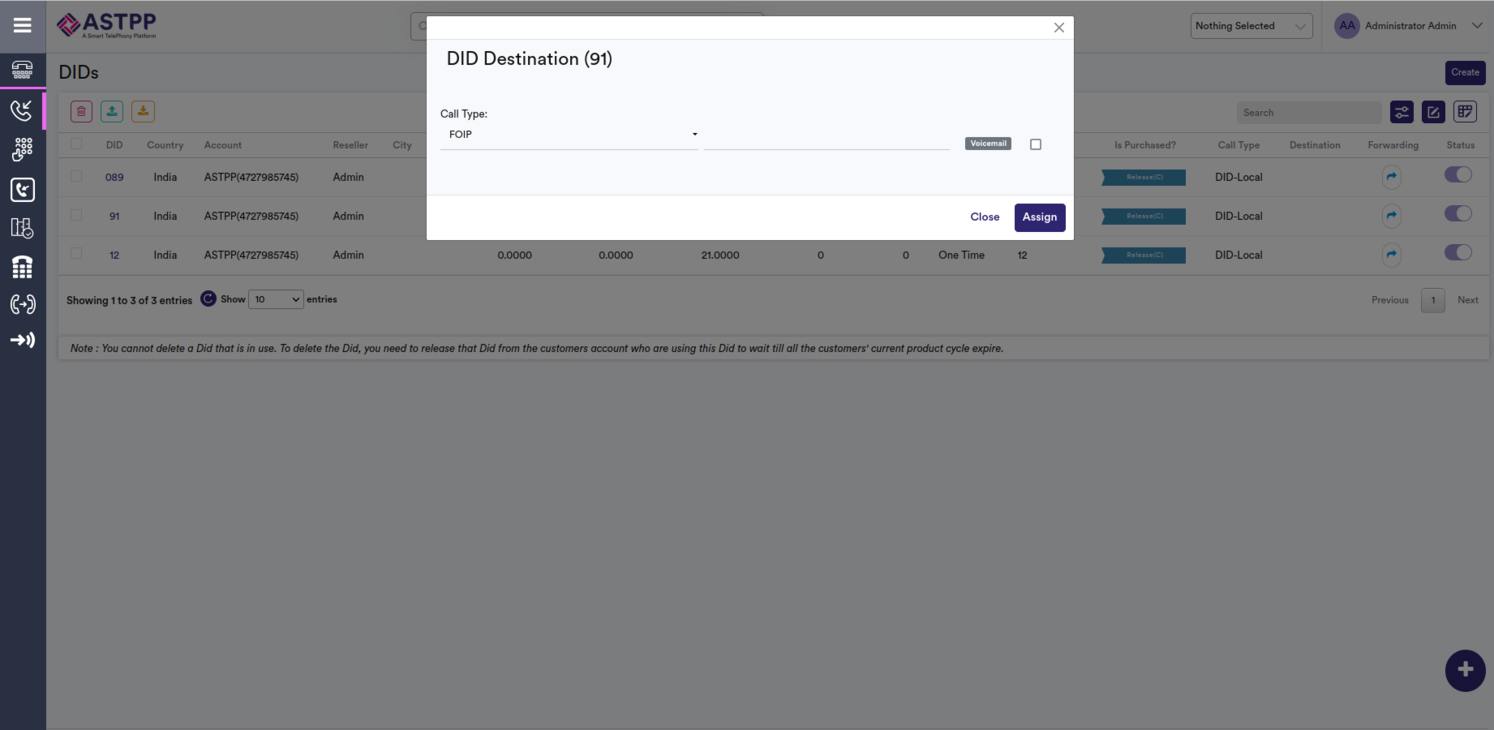 ASTPP
A Smart TelePhony Platform
Nothing Selected
AA
Administrator Admin
DIDs
Create
DID Destination (91)
Call Type:
FOIP
Voicemail
Close
Assign
Search
DID Country Account Reseller City Is Purchased? Call Type Destination Forwarding Status
089 India ASTPP(4727985745) Admin Release(C) DID-Local
91 India ASTPP(4727985745) Admin Release(C) DID-Local
12 India ASTPP(4727985745) Admin 0.0000 0.0000 21.0000 0 0 One Time 12 Release(C) DID-Local
Showing 1 to 3 of 3 entries Show 10 entries
Previous 1 Next
Note : You cannot delete a Did that is in use. To delete the Did, you need to release that Did from the customers account who are using this Did to wait till all the customers' current product cycle expire.